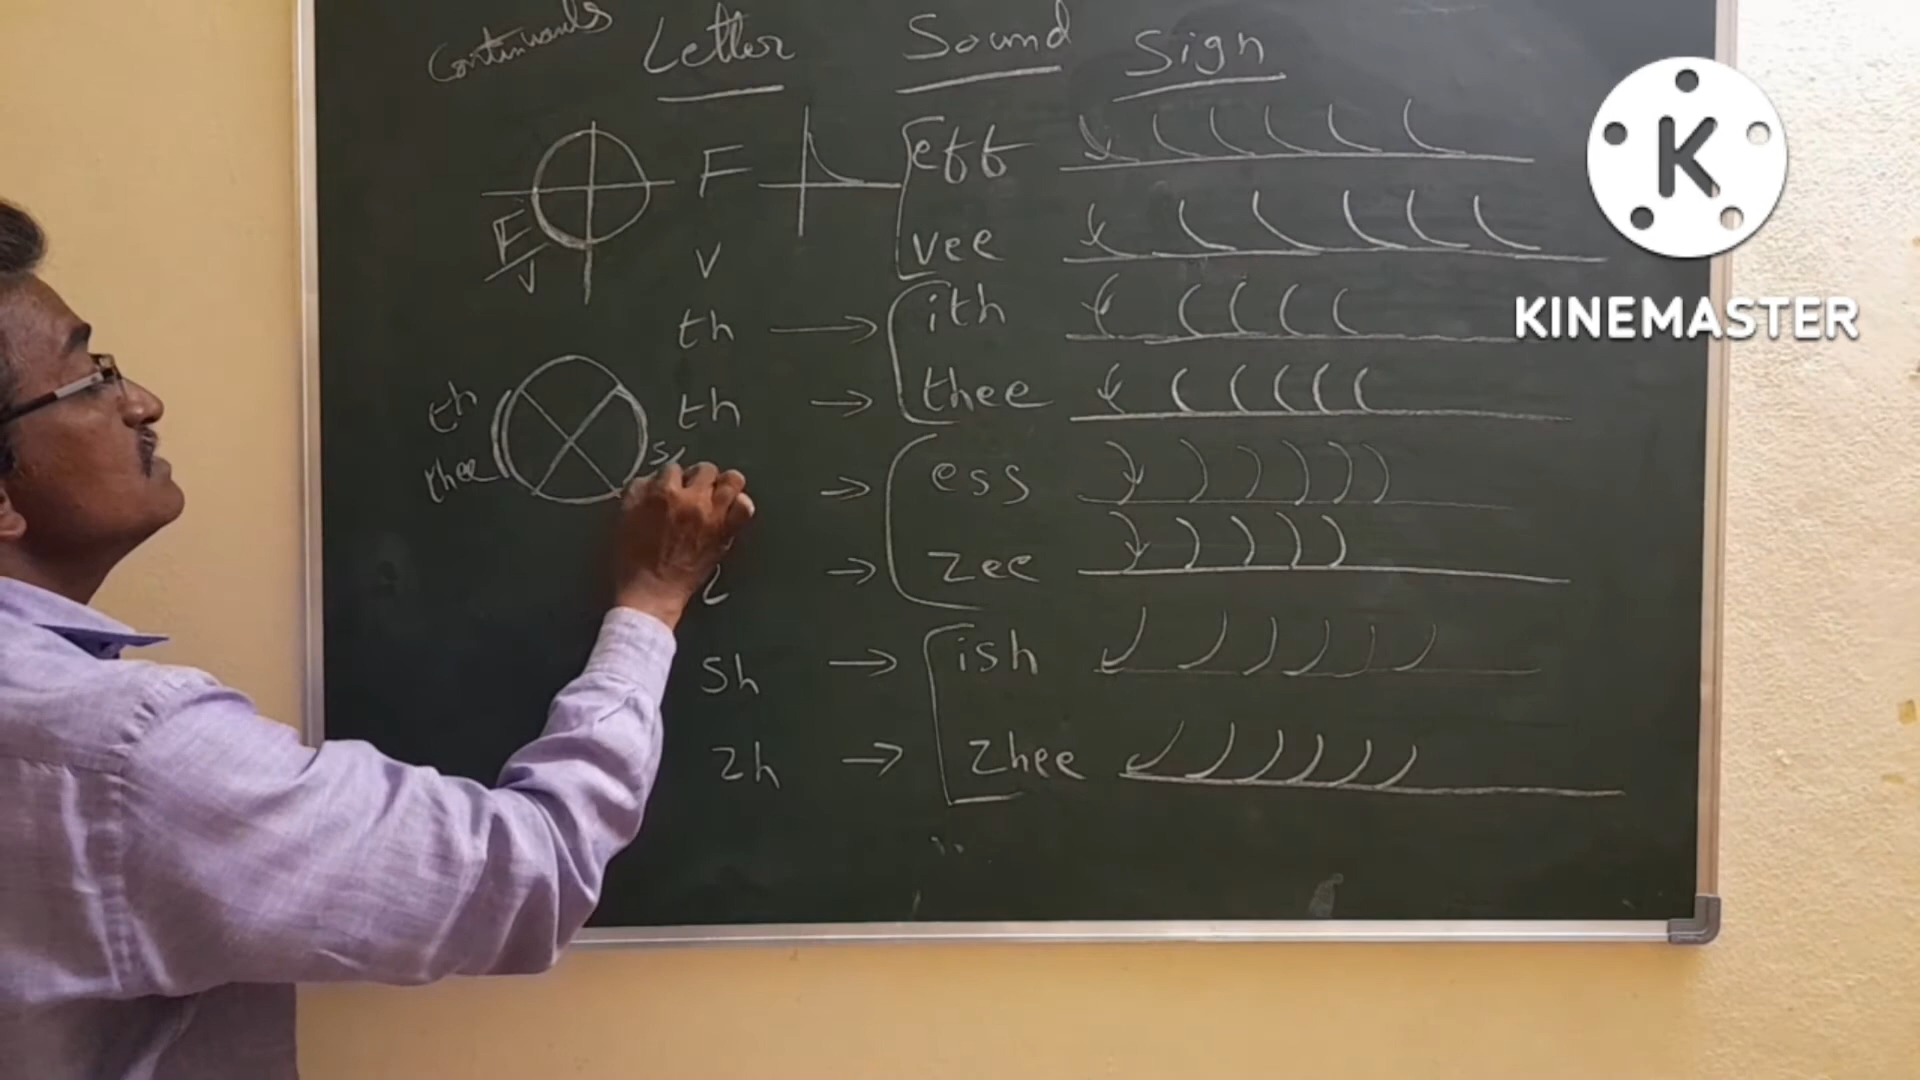 Continuants Letter Sound Sign
F eff
F
V
v vee
th → ith
th
thee
th → thee
s
→ ess
z → zee
sh → ish
zh → zhee
K
KINEMASTER